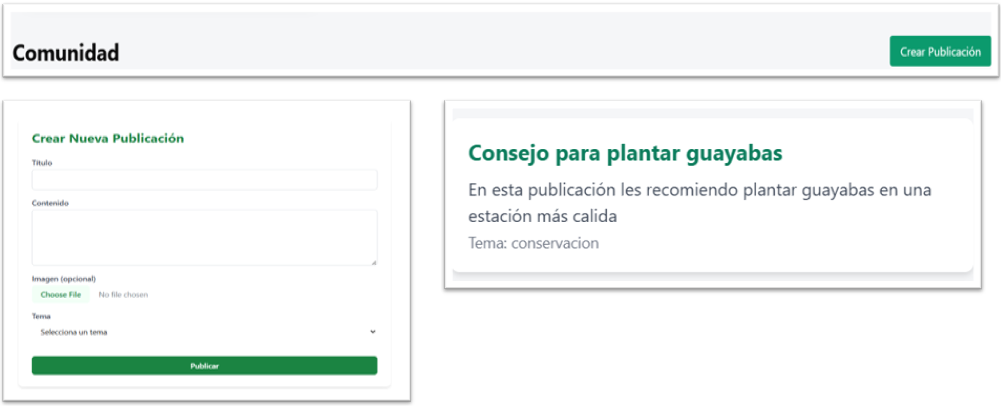 Comunidad
Crear Publicación
Crear Nueva Publicación
Título
Contenido
Imagen (opcional)
Choose File No file chosen
Tema
Selecciona un tema
Publicar
Consejo para plantar guayabas
En esta publicación les recomiendo plantar guayabas en una
estación más calida
Tema: conservacion